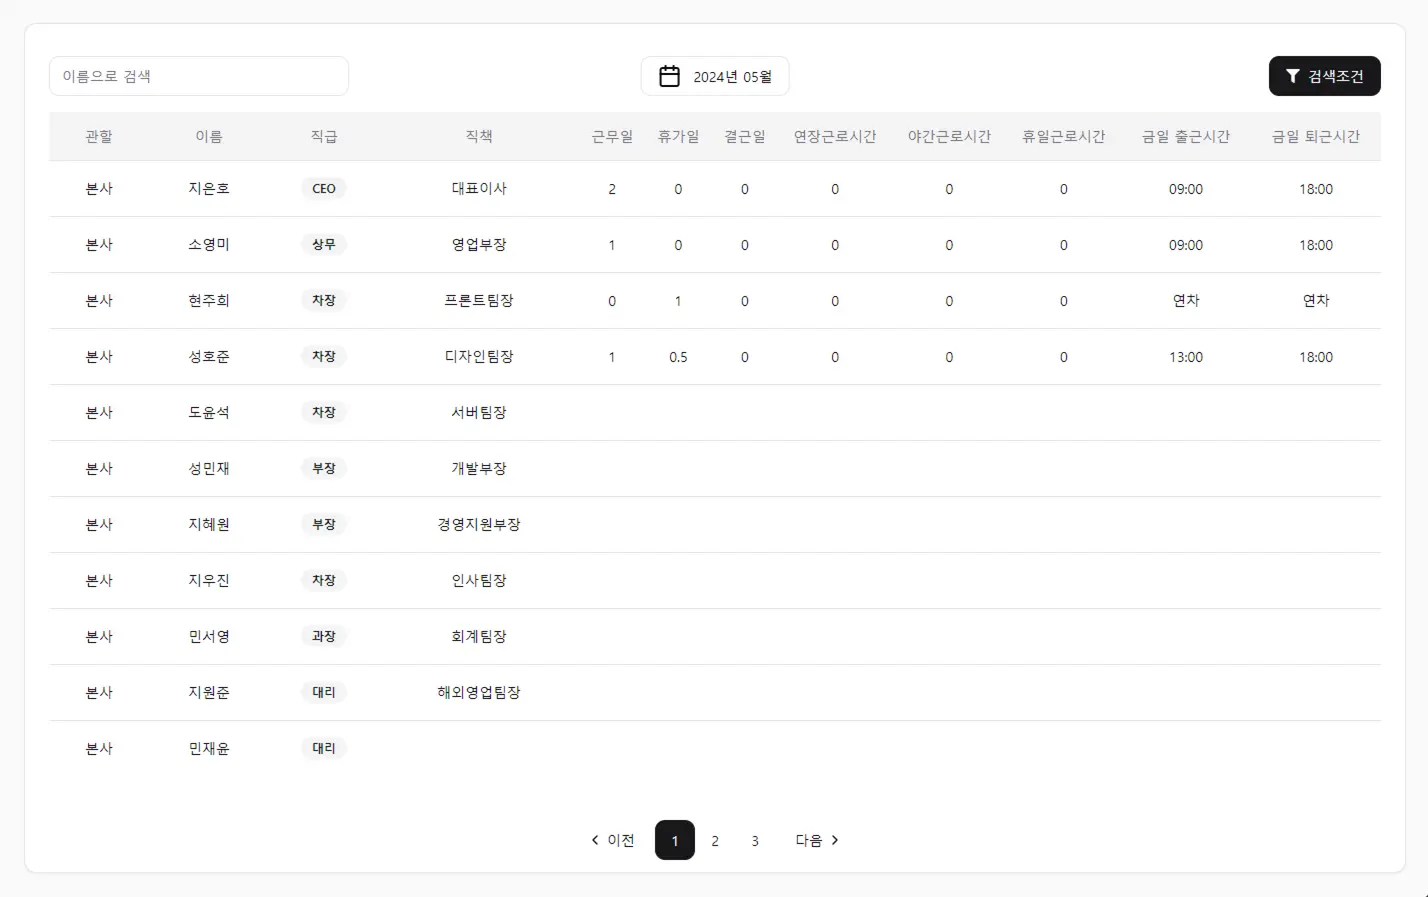 이름으로 검색 2024년 05월 검색조건
관할 이름 직급 직책 근무일 휴가일 결근일 연장근로시간 야간근로시간 휴일근로시간 금일 출근시간 금일 퇴근시간
본사 지은호 CEO 대표이사 2 0 0 0 0 0 09:00 18:00
본사 소영미 상무 영업부장 1 0 0 0 0 0 09:00 18:00
본사 현주희 차장 프론트팀장 0 1 0 0 0 0 연차 연차
본사 성호준 차장 디자인팀장 1 0.5 0 0 0 0 13:00 18:00
본사 도윤석 차장 서버팀장
본사 성민재 부장 개발부장
본사 지혜원 부장 경영지원부장
본사 지우진 차장 인사팀장
본사 민서영 과장 회계팀장
본사 지원준 대리 해외영업팀장
본사 민재윤 대리
이전 1 2 3 다음